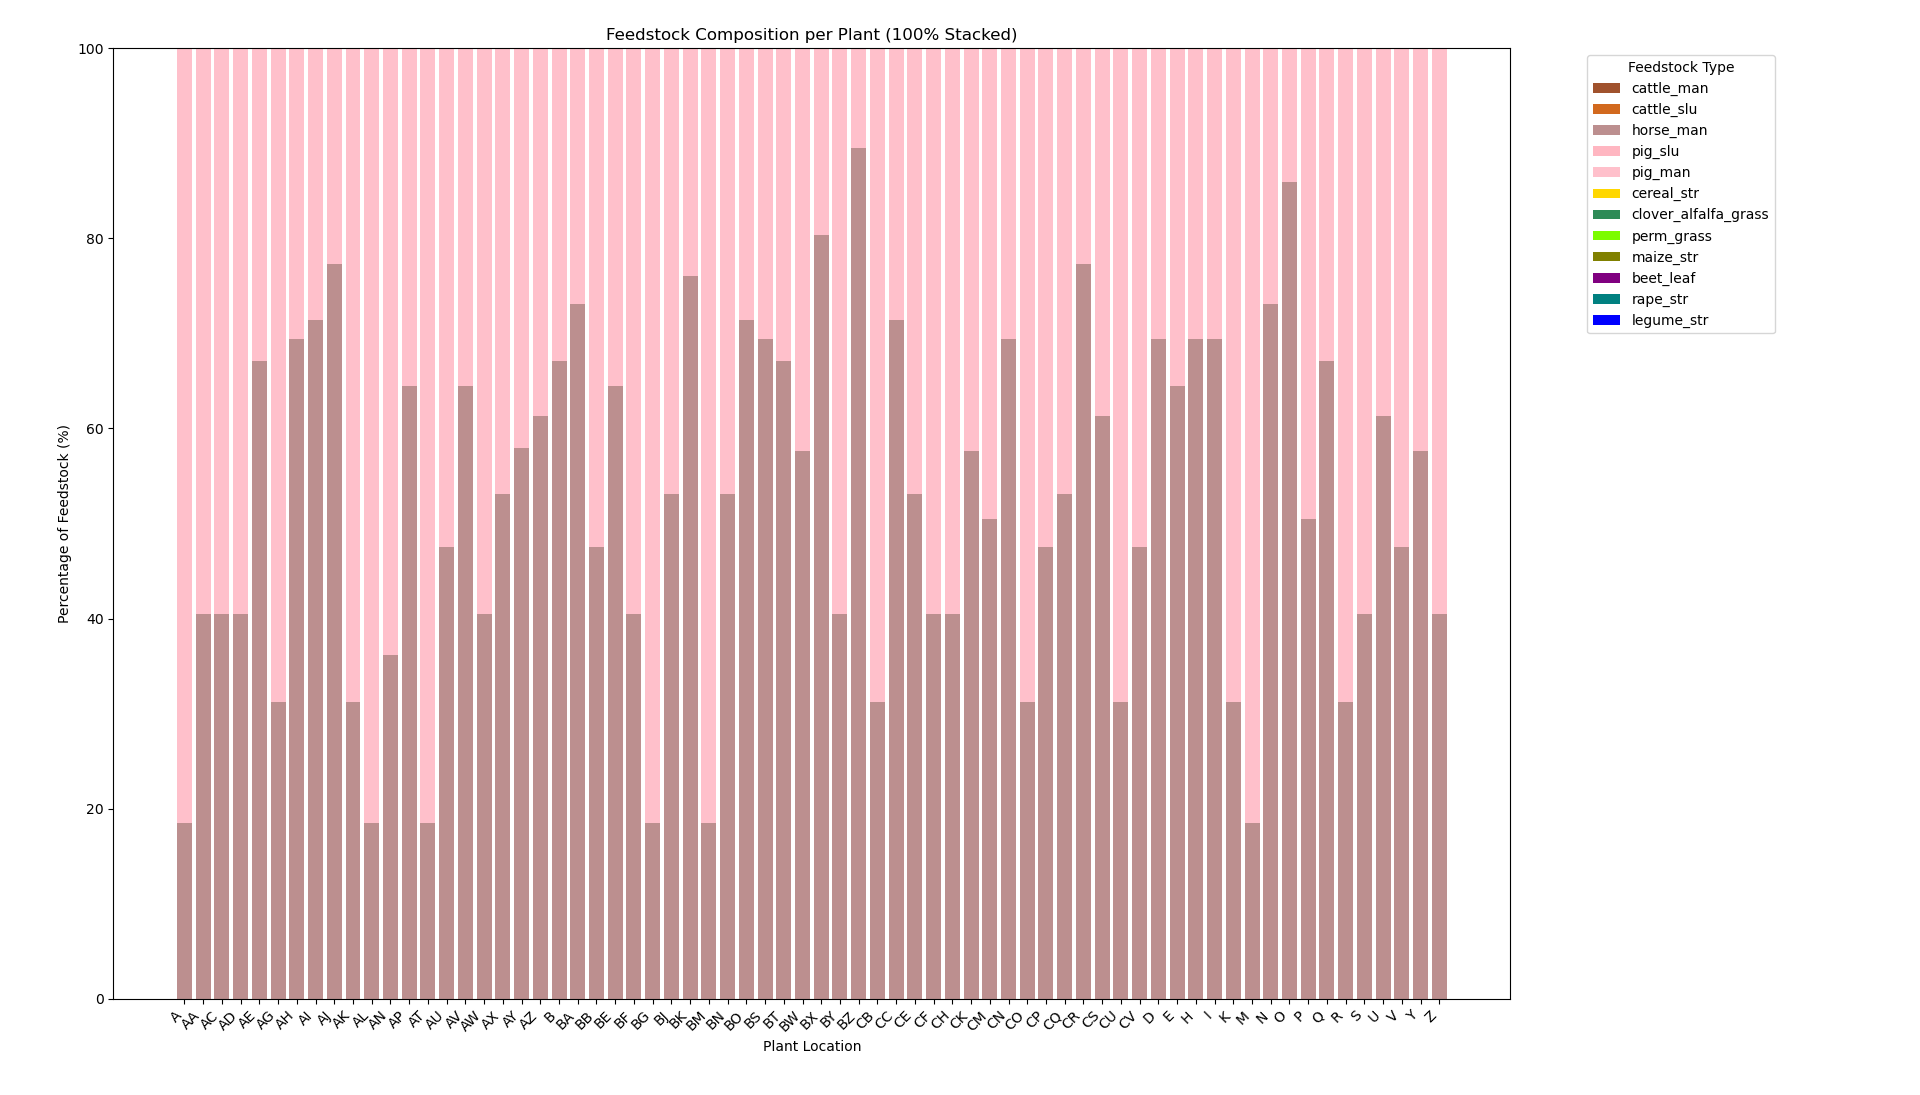 Feedstock Composition per Plant (100% Stacked)
100
80
60
40
20
0
Percentage of Feedstock (%)
A AA AC AD AE AG AH AI AJ AK AL AN AP AT AU AV AW AX AY AZ B BA BB BE BF BG BJ BK BM BN BO BS BT BW BX BY BZ CB CC CE CF CH CK CM CN CO CP CQ CR CS CU CV D E H I K M N O P Q R S U V Y Z
Plant Location
Feedstock Type
cattle_man
cattle_slu
horse_man
pig_slu
pig_man
cereal_str
clover_alfalfa_grass
perm_grass
maize_str
beet_leaf
rape_str
legume_str